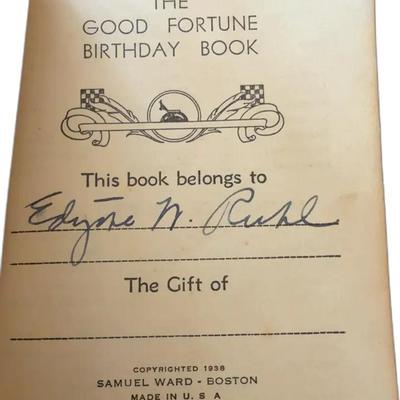 THE
GOOD FORTUNE
BIRTHDAY BOOK
This book belongs to
W. Ruhl
The Gift of
COPYRIGHTED 1938
SAMUEL WARD - BOSTON
MADE IN U. S A